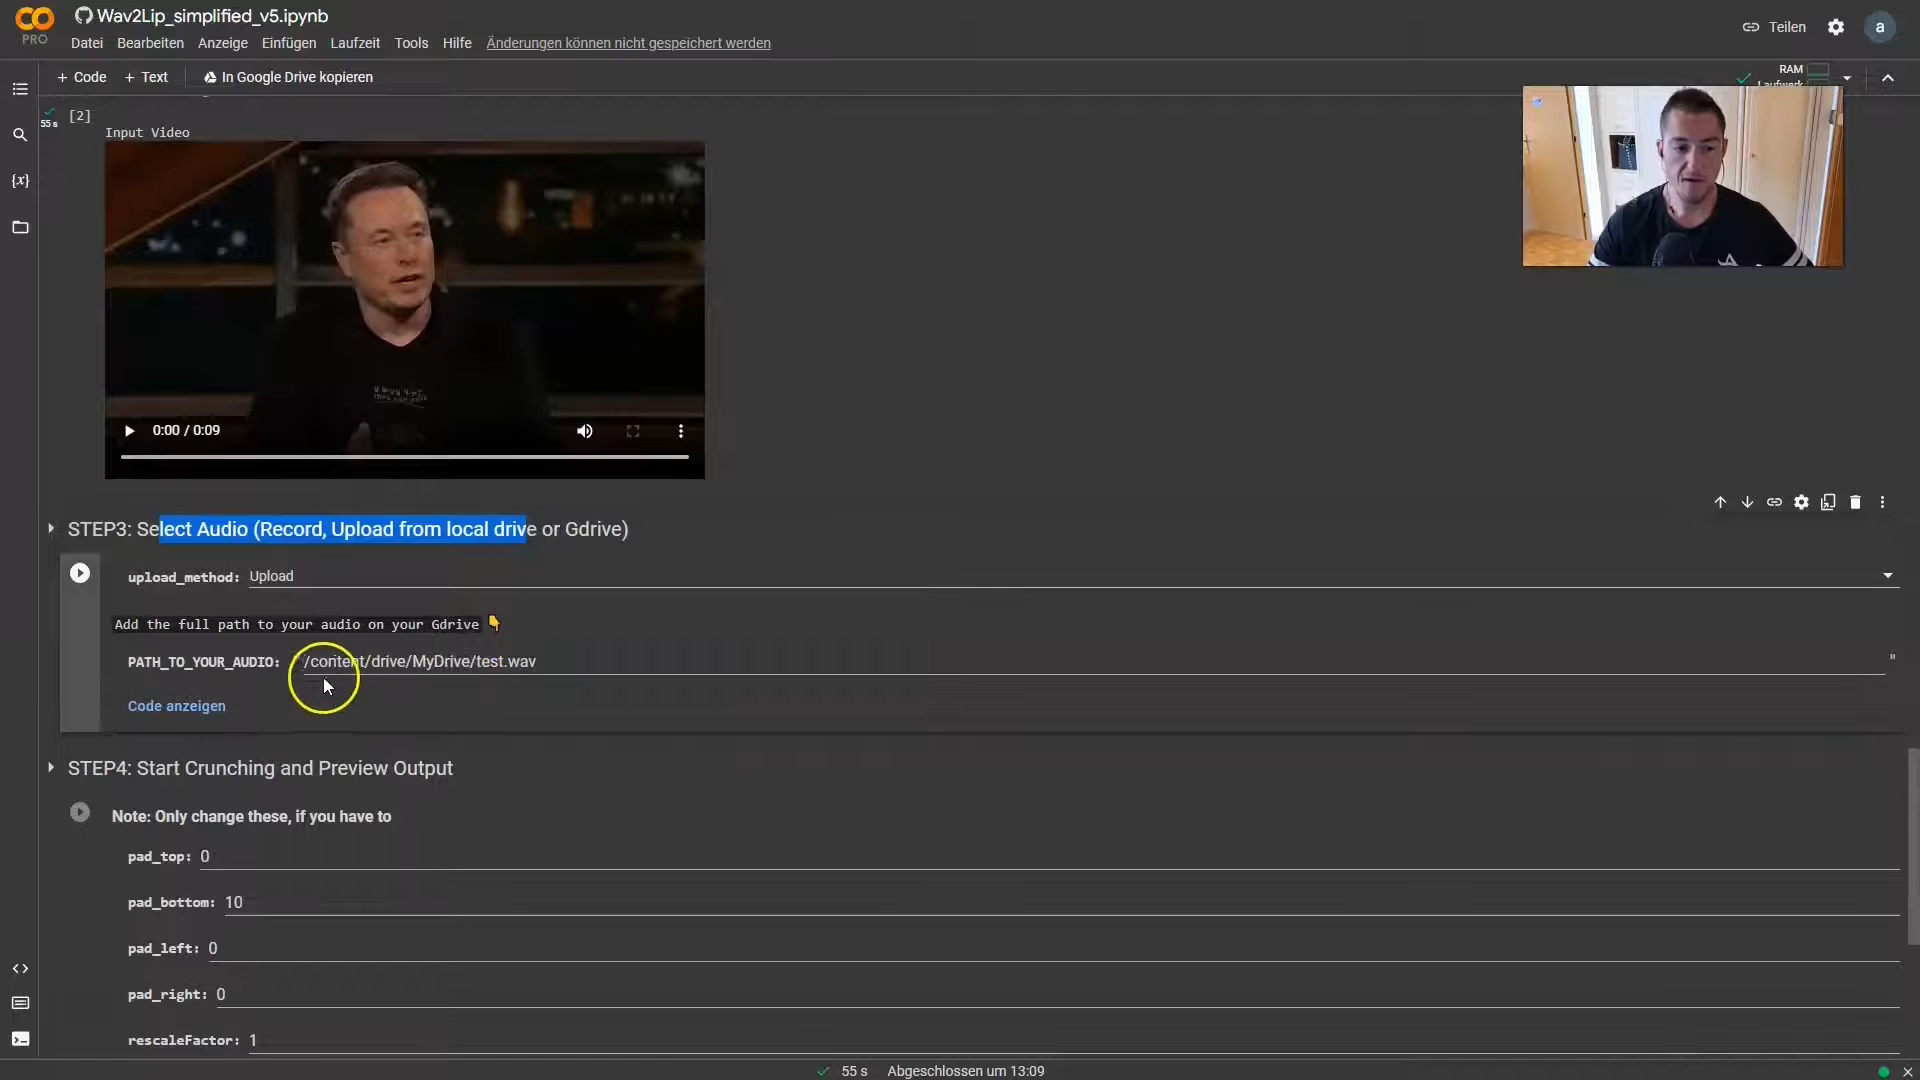 Wav2Lip_simplified_v5.ipynb
PRO
Datei Bearbeiten Anzeige Einfügen Laufzeit Tools Hilfe Änderungen können nicht gespeichert werden
Teilen
a
+ Code + Text In Google Drive kopieren
RAM
Laufwerk
55 s
[2]
Input Video
{x}
0:00 / 0:09
STEP3: Select Audio (Record, Upload from local drive or Gdrive)
upload_method: Upload
Add the full path to your audio on your Gdrive 👇
PATH_TO_YOUR_AUDIO: "/content/drive/MyDrive/test.wav "
Code anzeigen
STEP4: Start Crunching and Preview Output
Note: Only change these, if you have to
pad_top: 0
pad_bottom: 10
pad_left: 0
pad_right: 0
rescaleFactor: 1
55 s Abgeschlossen um 13:09